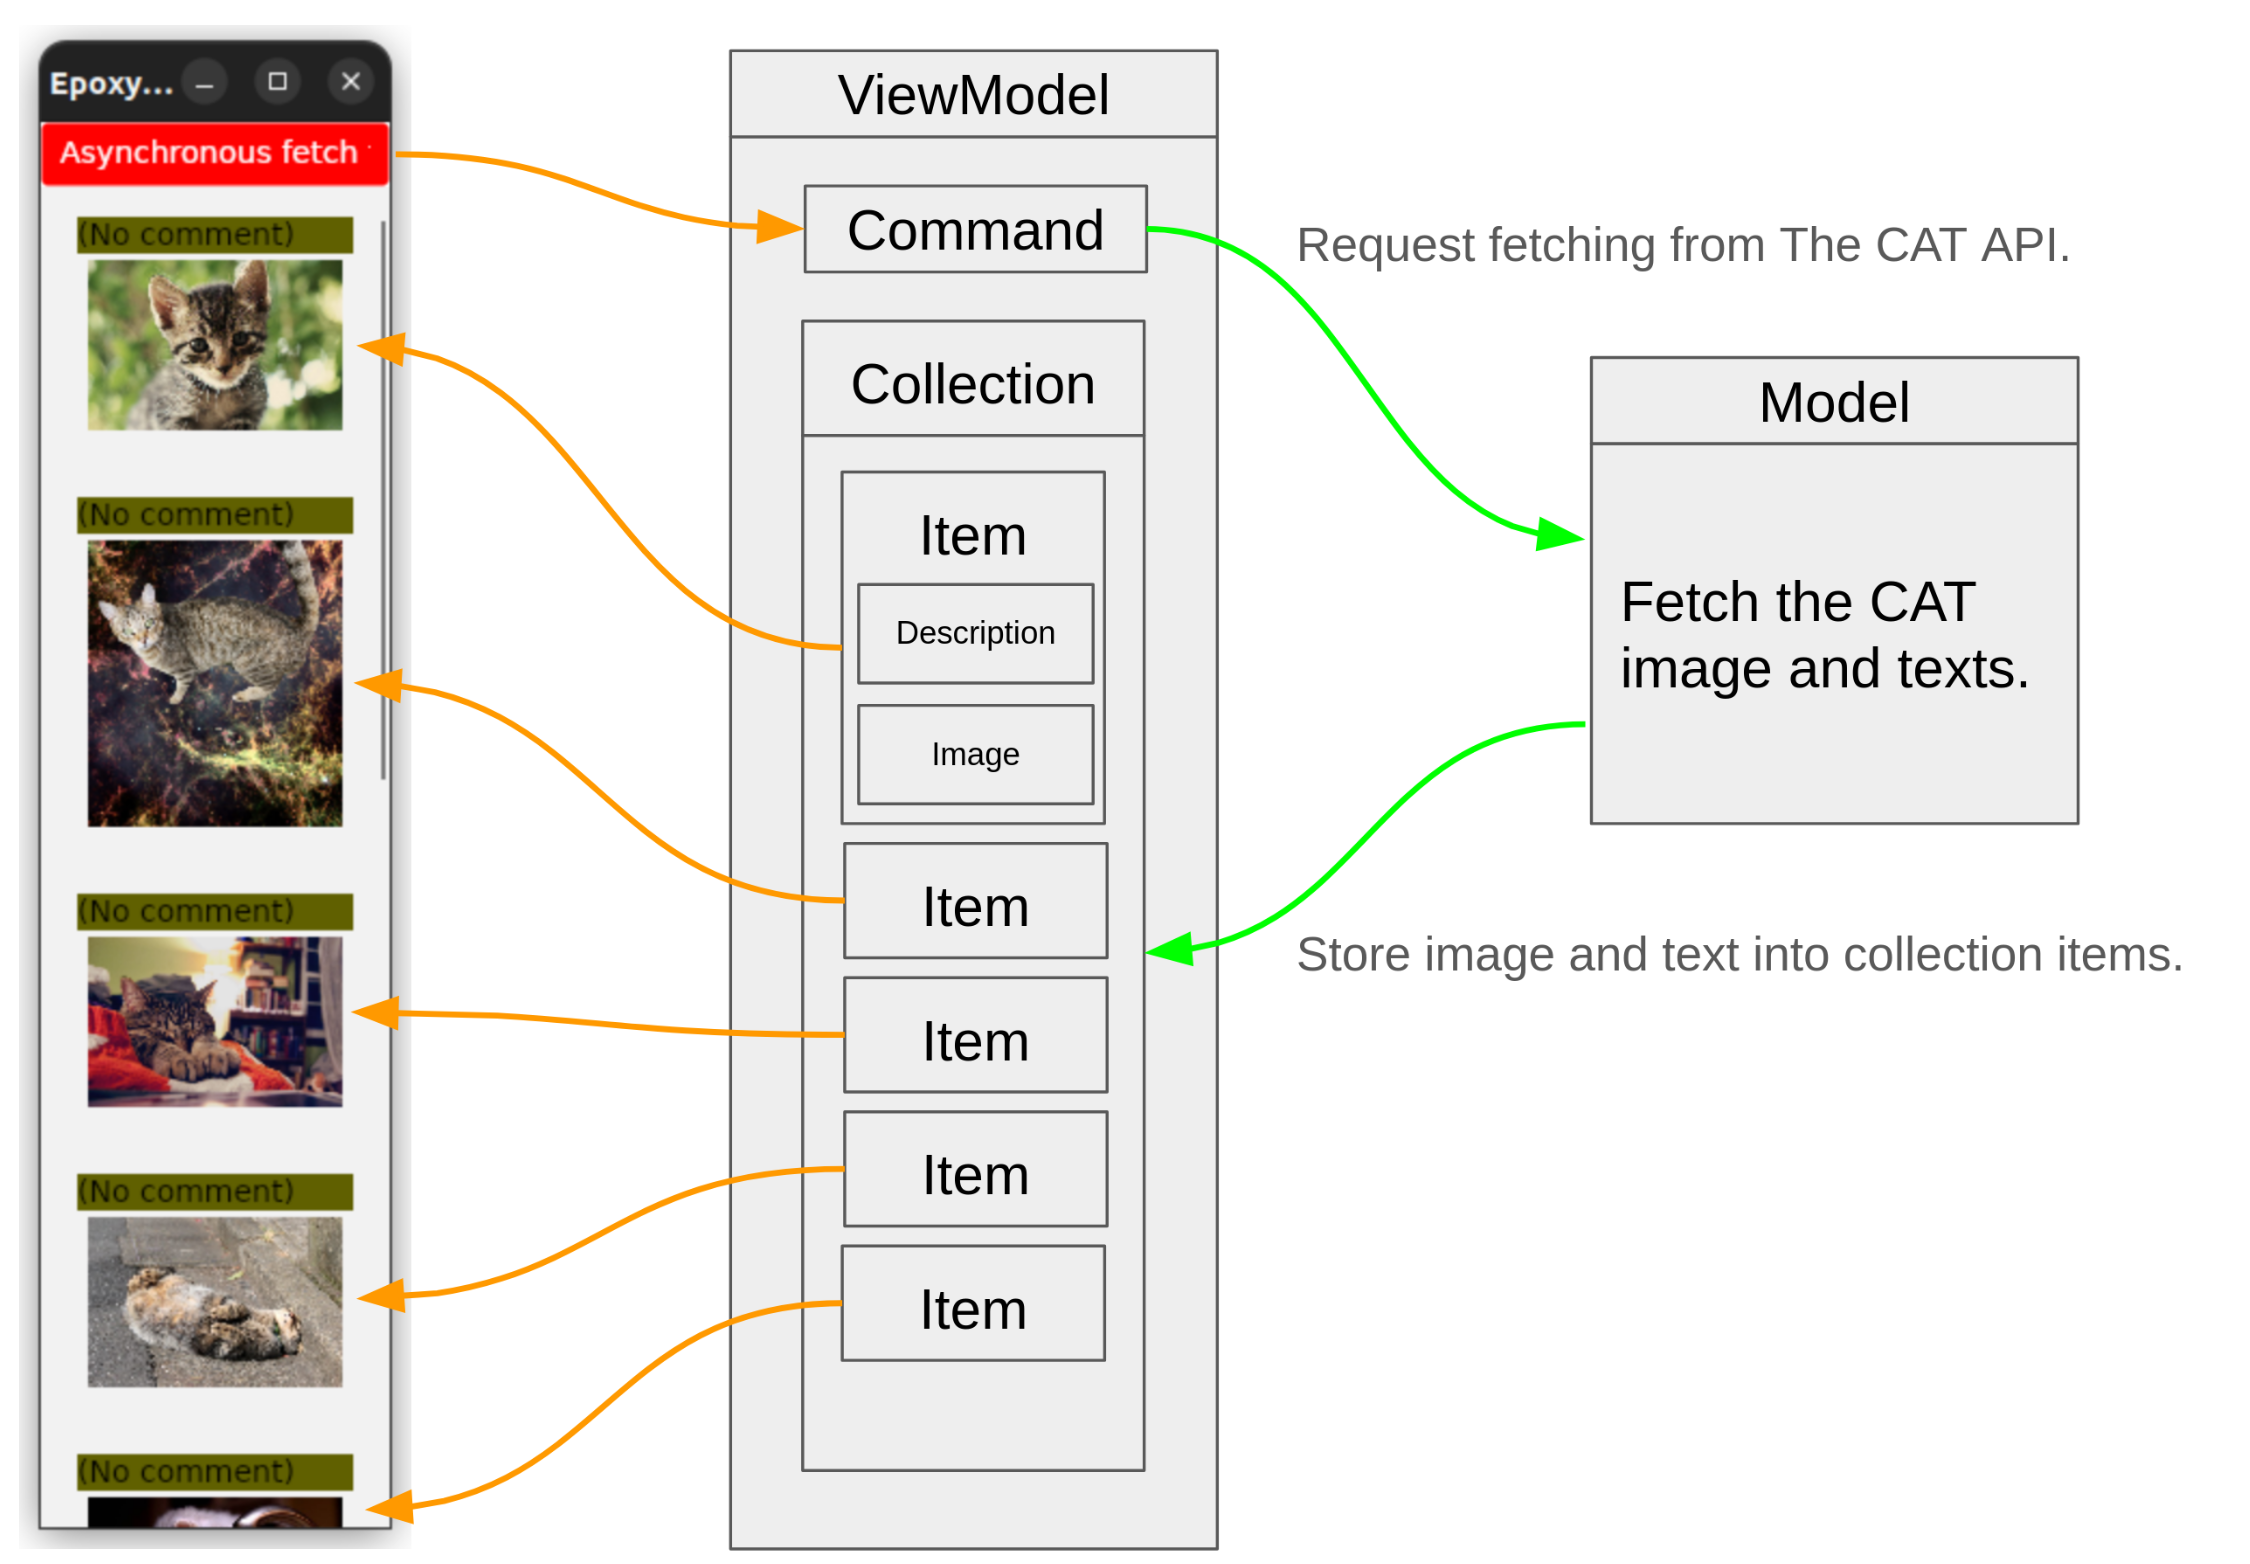 Epoxy...
Asynchronous fetch
(No comment)
(No comment)
(No comment)
(No comment)
(No comment)
ViewModel
Command
Collection
Item
Description
Image
Item
Item
Item
Item
Request fetching from The CAT API.
Model
Fetch the CAT
image and texts.
Store image and text into collection items.